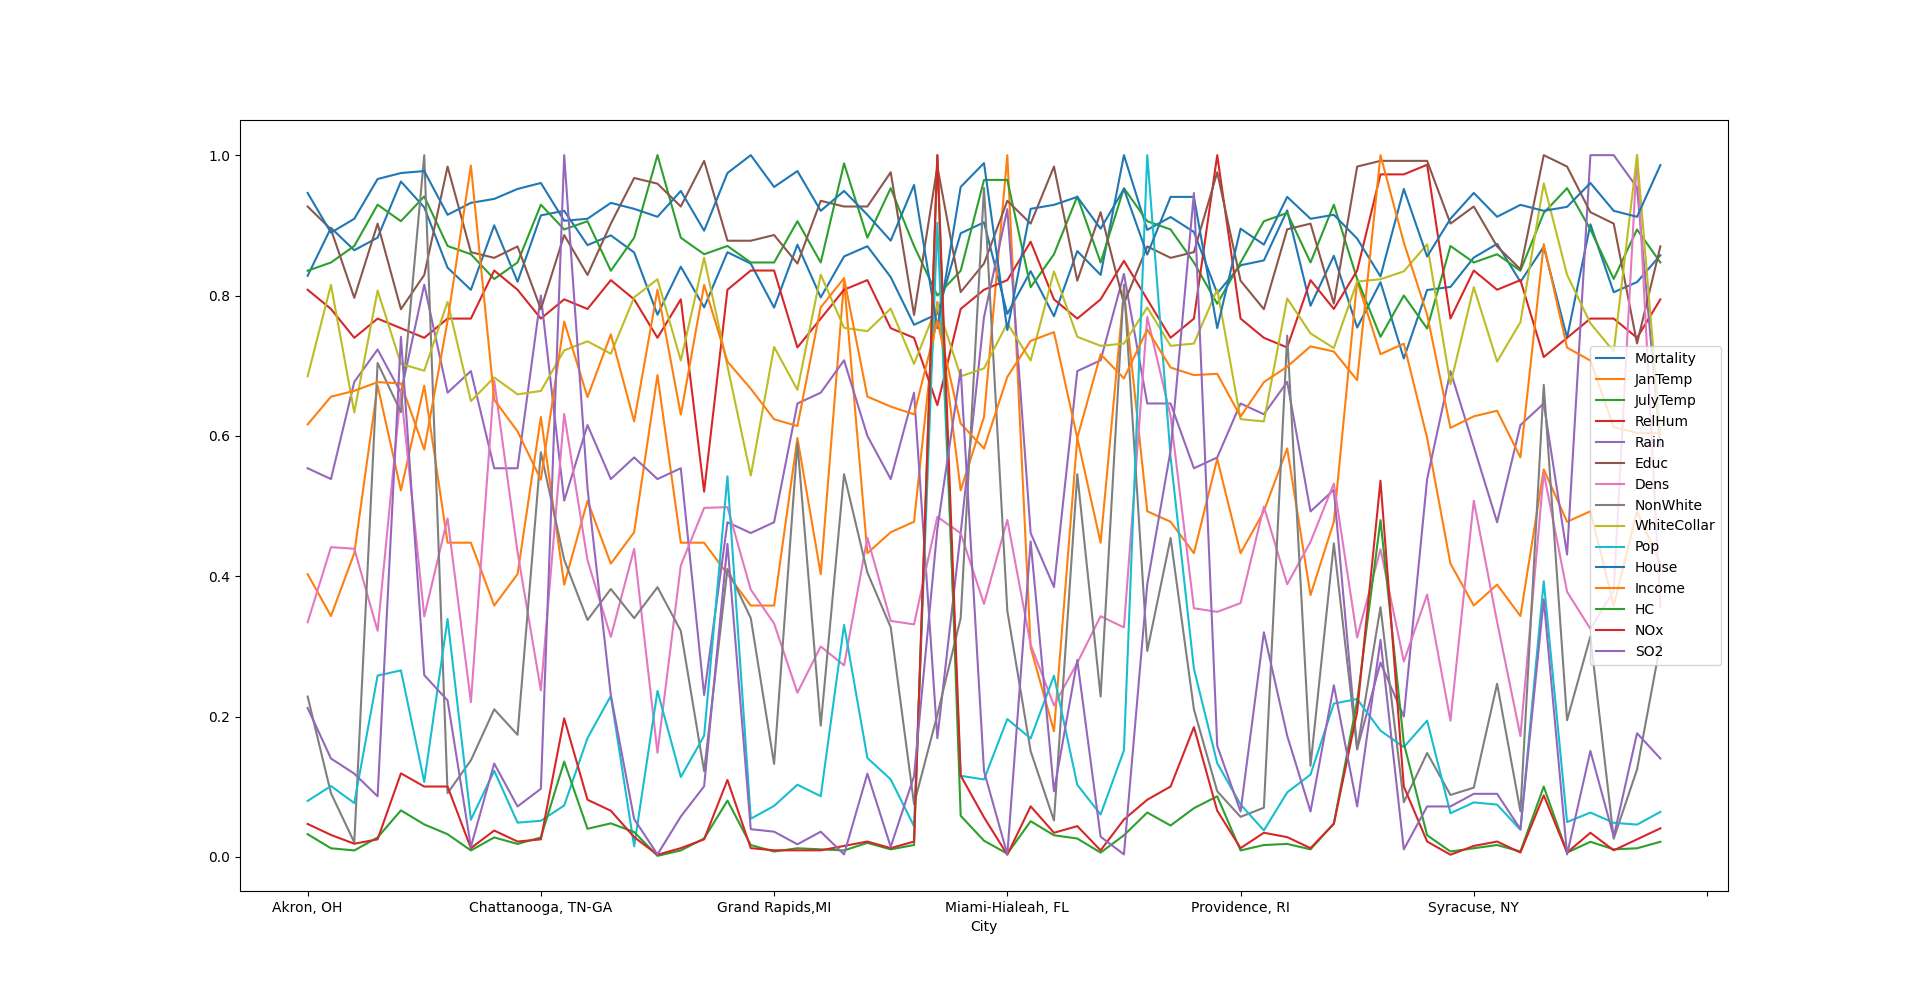 1.0
0.8
0.6
0.4
0.2
0.0
Mortality
JanTemp
JulyTemp
RelHum
Rain
Educ
Dens
NonWhite
WhiteCollar
Pop
House
Income
HC
NOx
SO2
Akron, OH Chattanooga, TN-GA Grand Rapids,MI Miami-Hialeah, FL Providence, RI Syracuse, NY
City